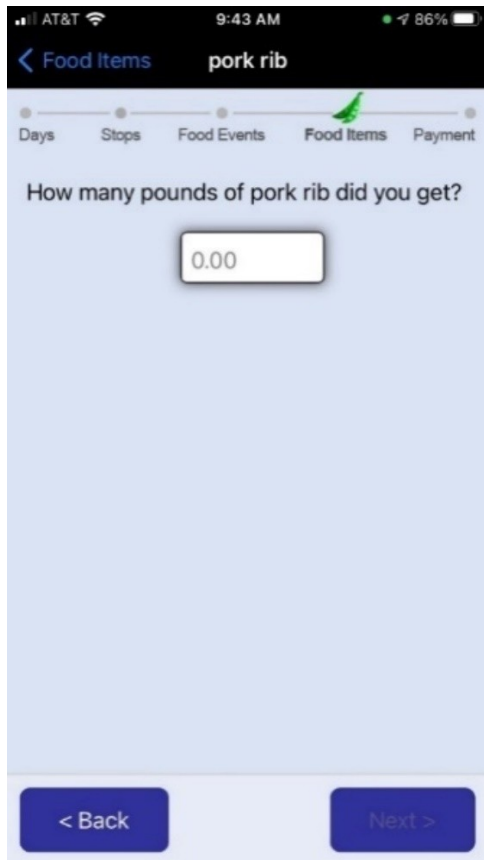 AT&T 9:43 AM 86%
Food Items pork rib
Days Stops Food Events Food Items Payment
How many pounds of pork rib did you get?
0.00
< Back Next >